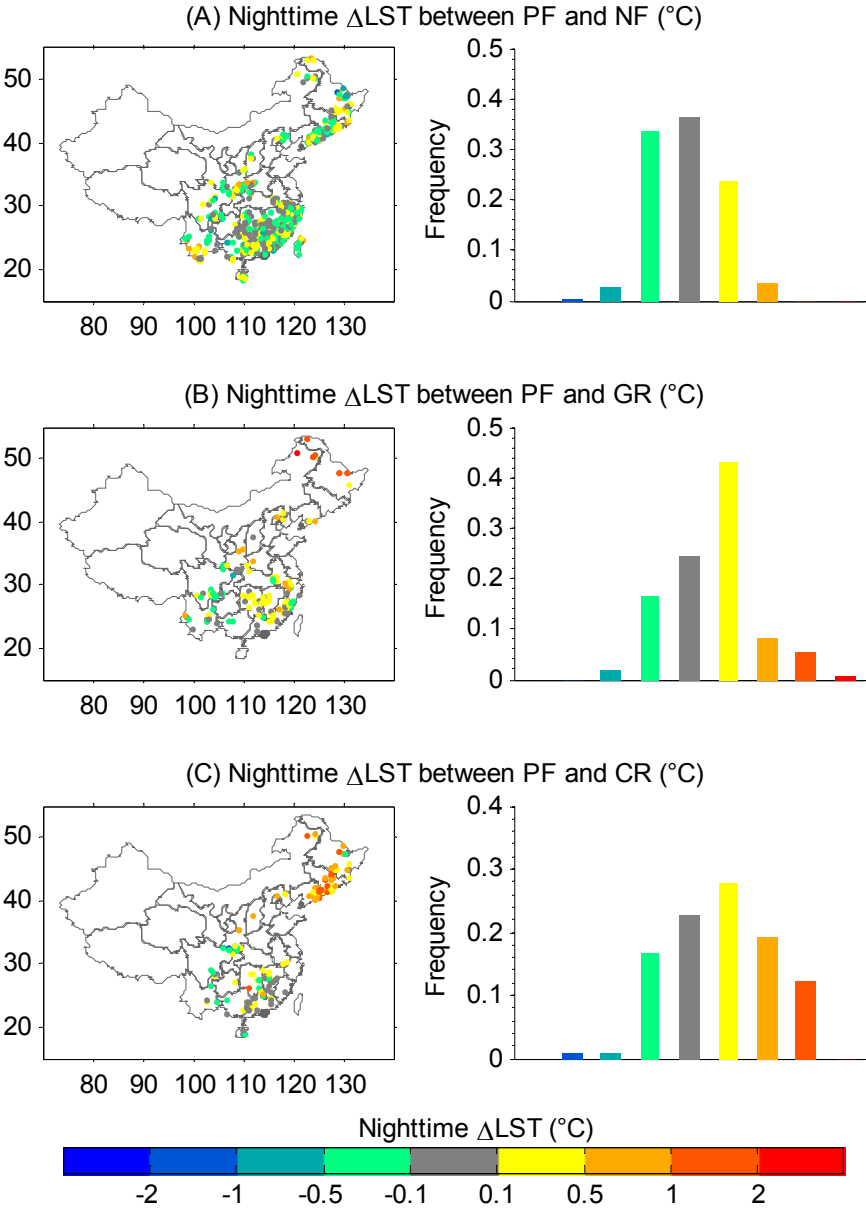 (A) Nighttime ΔLST between PF and NF (°C)
50
40
30
20
80 90 100 110 120 130
Frequency
0.5
0.4
0.3
0.2
0.1
0
(B) Nighttime ΔLST between PF and GR (°C)
50
40
30
20
80 90 100 110 120 130
Frequency
0.5
0.4
0.3
0.2
0.1
0
(C) Nighttime ΔLST between PF and CR (°C)
50
40
30
20
80 90 100 110 120 130
Frequency
0.4
0.3
0.2
0.1
0
Nighttime ΔLST (°C)
-2 -1 -0.5 -0.1 0.1 0.5 1 2